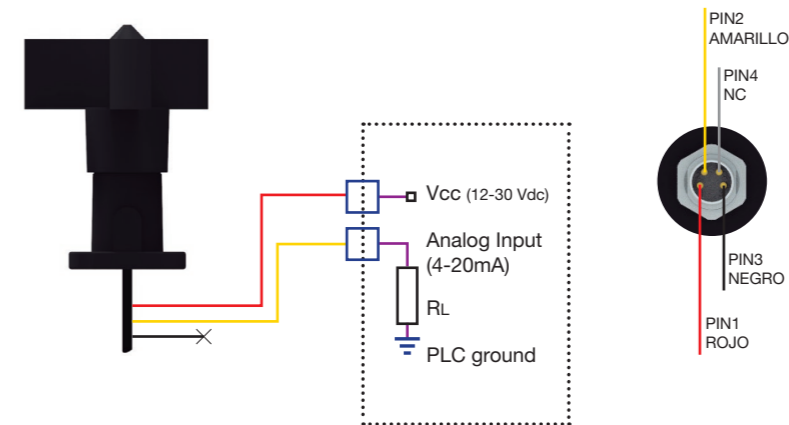 Vcc (12-30 Vdc)
Analog Input
(4-20mA)
RL
PLC ground
PIN2
AMARILLO
PIN4
NC
PIN3
NEGRO
PIN1
ROJO